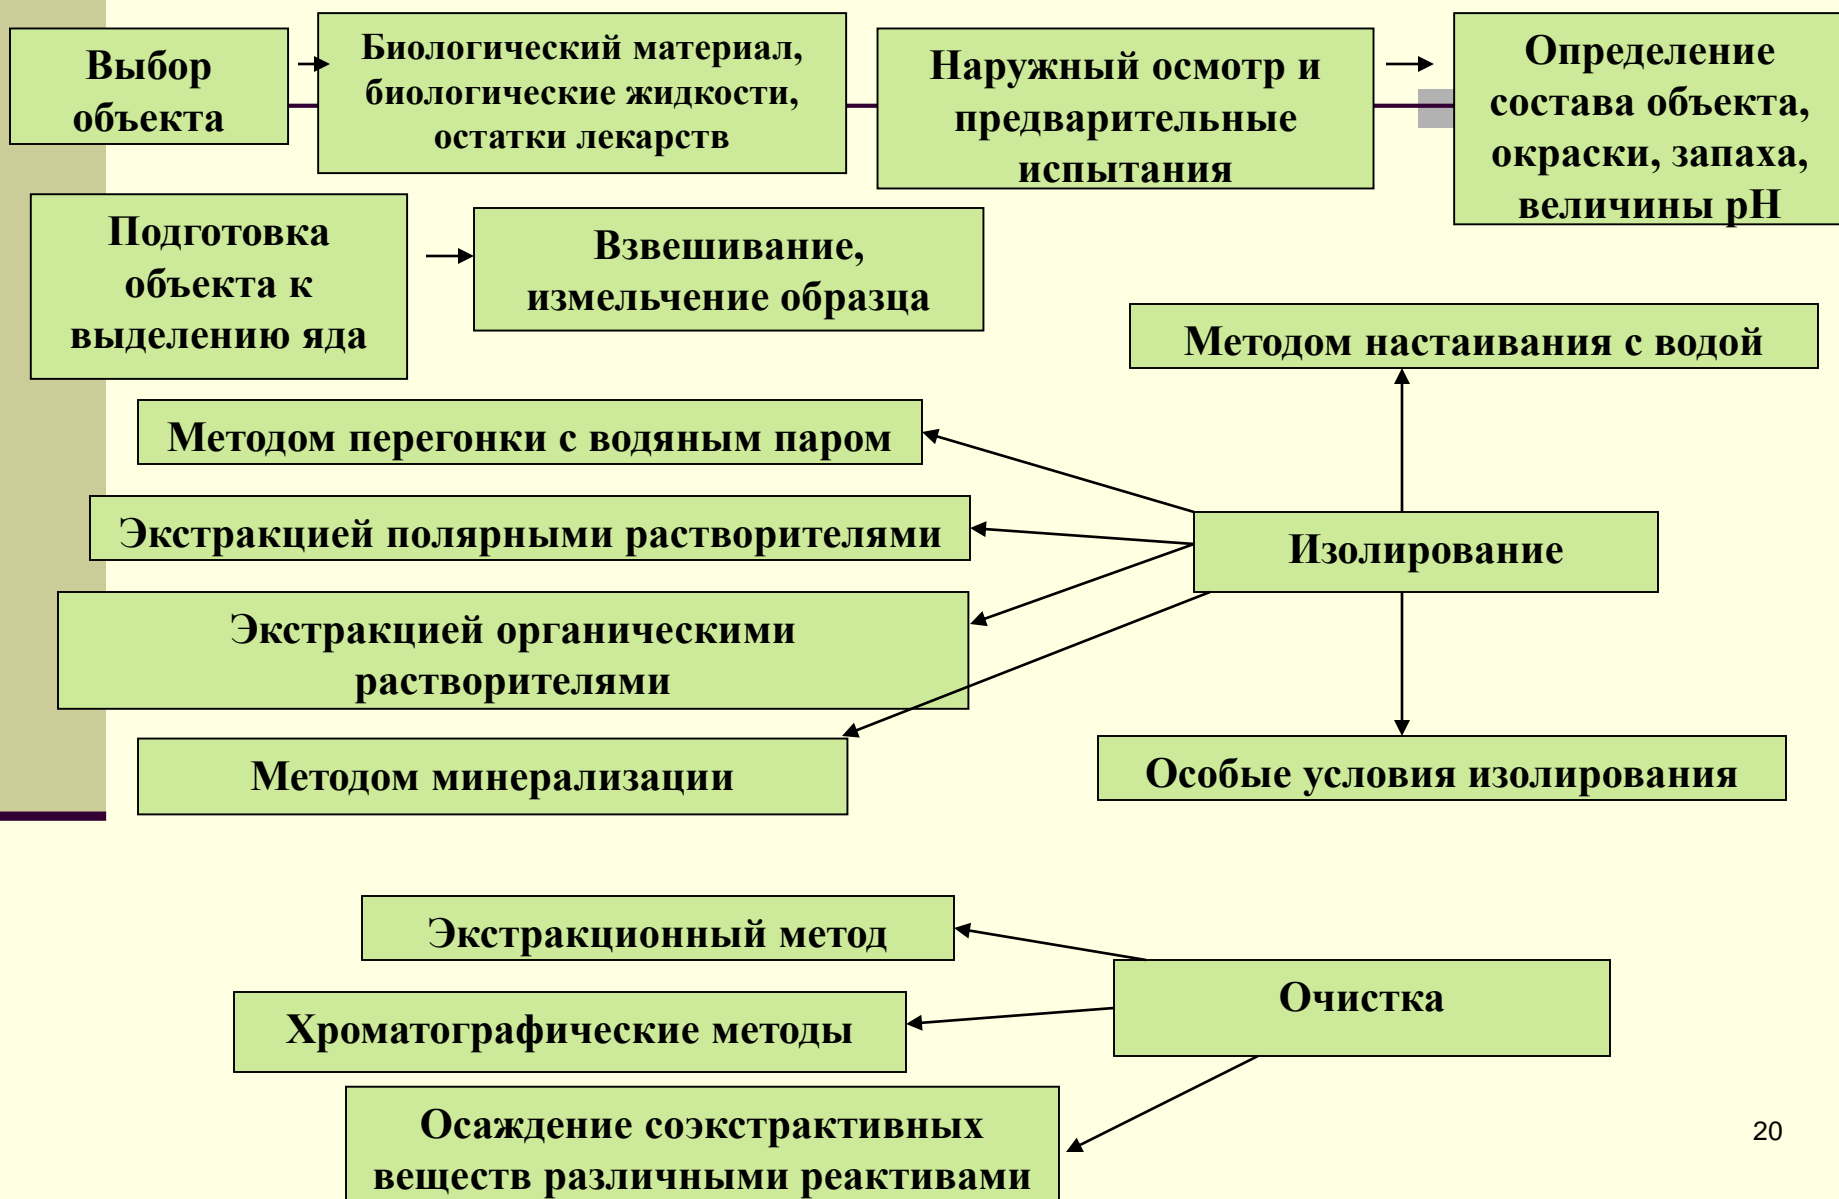 Выбор
объекта
Биологический материал,
биологические жидкости,
остатки лекарств
Наружный осмотр и
предварительные
испытания
Определение
состава объекта,
окраски, запаха,
величины рН
Подготовка
объекта к
выделению яда
Взвешивание,
измельчение образца
Методом настаивания с водой
Методом перегонки с водяным паром
Экстракцией полярными растворителями
Изолирование
Экстракцией органическими
растворителями
Методом минерализации
Особые условия изолирования
Экстракционный метод
Очистка
Хроматографические методы
Осаждение соэкстрактивных
веществ различными реактивами
20